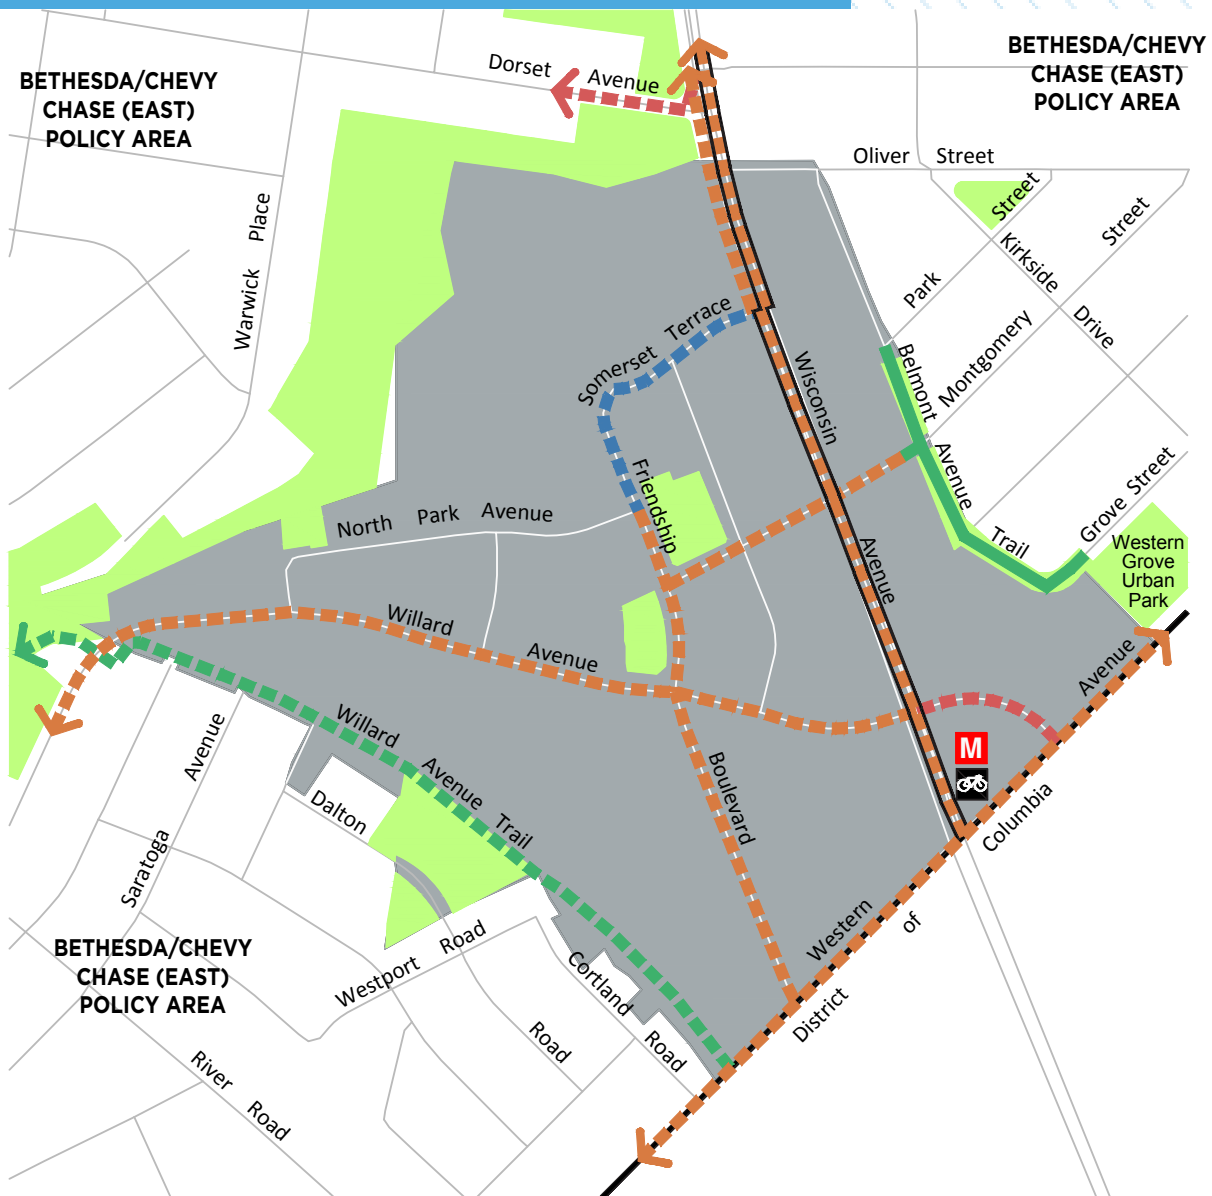 BETHESDA/CHEVY
CHASE (EAST)
POLICY AREA
BETHESDA/CHEVY
CHASE (EAST)
POLICY AREA
Dorset Avenue
Oliver Street
Warwick Place
Park Street
Kirkside Drive
Montgomery Street
Somerset Terrace
Wisconsin Avenue
Belmont Avenue Trail
Grove Street
Western
Grove
Urban
Park
North Park Avenue
Friendship Boulevard
Willard Avenue
Willard Avenue Trail
Western Avenue
M
District of Columbia
Saratoga Avenue
Dalton Road
Westport Road
Cortland Road
River Road
BETHESDA/CHEVY
CHASE (EAST)
POLICY AREA